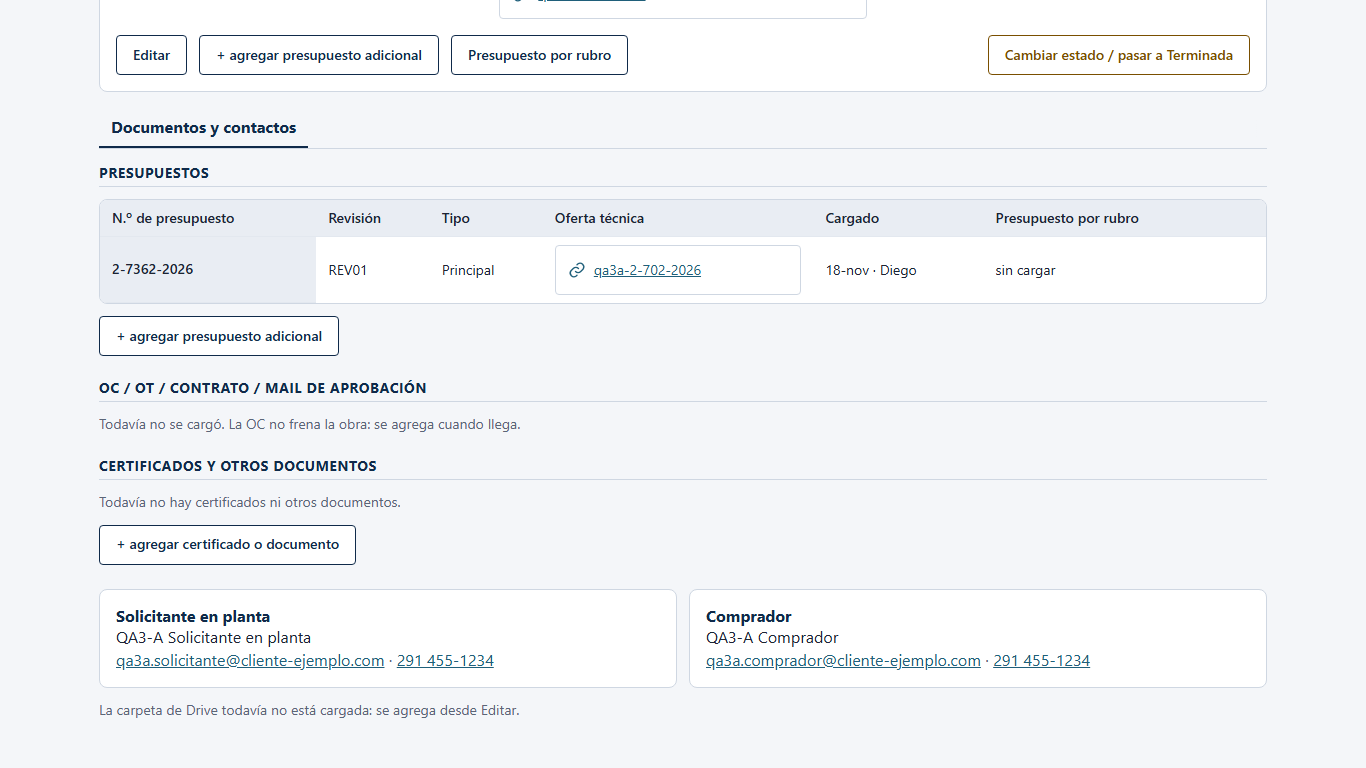 Editar
+ agregar presupuesto adicional
Presupuesto por rubro
Cambiar estado / pasar a Terminada
Documentos y contactos
PRESUPUESTOS
N.º de presupuesto Revisión Tipo Oferta técnica Cargado Presupuesto por rubro
2-7362-2026 REV01 Principal qa3a-2-702-2026 18-nov · Diego sin cargar
+ agregar presupuesto adicional
OC / OT / CONTRATO / MAIL DE APROBACIÓN
Todavía no se cargó. La OC no frena la obra: se agrega cuando llega.
CERTIFICADOS Y OTROS DOCUMENTOS
Todavía no hay certificados ni otros documentos.
+ agregar certificado o documento
Solicitante en planta
QA3-A Solicitante en planta
qa3a.solicitante@cliente-ejemplo.com · 291 455-1234
Comprador
QA3-A Comprador
qa3a.comprador@cliente-ejemplo.com · 291 455-1234
La carpeta de Drive todavía no está cargada: se agrega desde Editar.